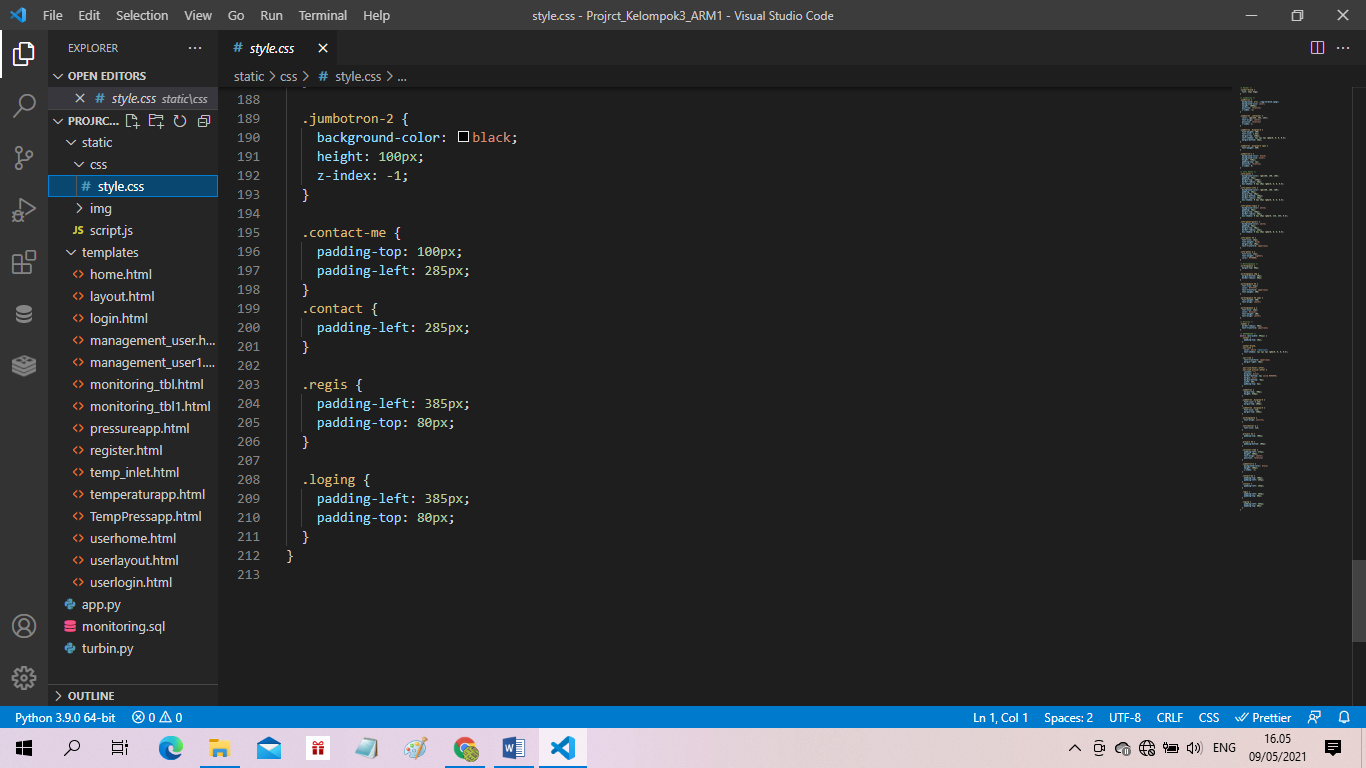 File Edit Selection View Go Run Terminal Help style.css - Projrct_Kelompok3_ARM1 - Visual Studio Code
EXPLORER
# style.css
OPEN EDITORS
# style.css static\css
PROJRC...
static
css
# style.css
img
JS script.js
templates
<> home.html
<> layout.html
<> login.html
<> management_user.h...
<> management_user1....
<> monitoring_tbl.html
<> monitoring_tbl1.html
<> pressureapp.html
<> register.html
<> temp_inlet.html
<> temperaturapp.html
<> TempPressapp.html
<> userhome.html
<> userlayout.html
<> userlogin.html
app.py
monitoring.sql
turbin.py
OUTLINE
static > css > # style.css > ...
188
189 .jumbotron-2 {
190 background-color: black;
191 height: 100px;
192 z-index: -1;
193 }
194
195 .contact-me {
196 padding-top: 100px;
197 padding-left: 285px;
198 }
199 .contact {
200 padding-left: 285px;
201 }
202
203 .regis {
204 padding-left: 385px;
205 padding-top: 80px;
206 }
207
208 .loging {
209 padding-left: 385px;
210 padding-top: 80px;
211 }
212 }
213
Python 3.9.0 64-bit 0 0 Ln 1, Col 1 Spaces: 2 UTF-8 CRLF CSS Prettier
ENG
16.05
09/05/2021